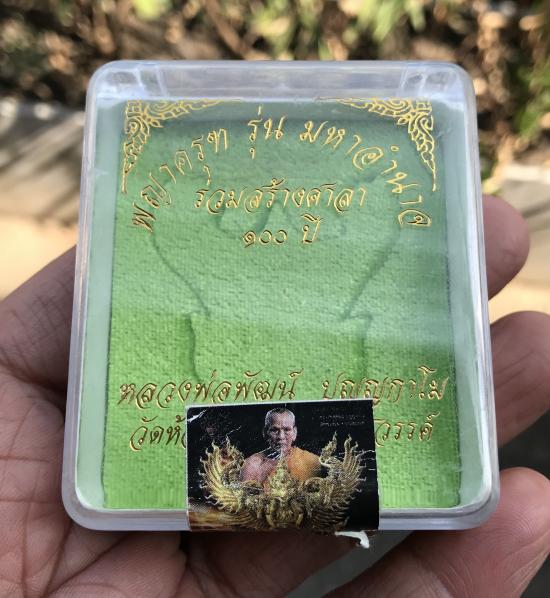 พญาครุฑ รุ่น มหาอำนาจ
ร่วมสร้างศาลา
๑๐๐ ปี
หลวงพ่อพัฒน์ ปุญฺญกาโม